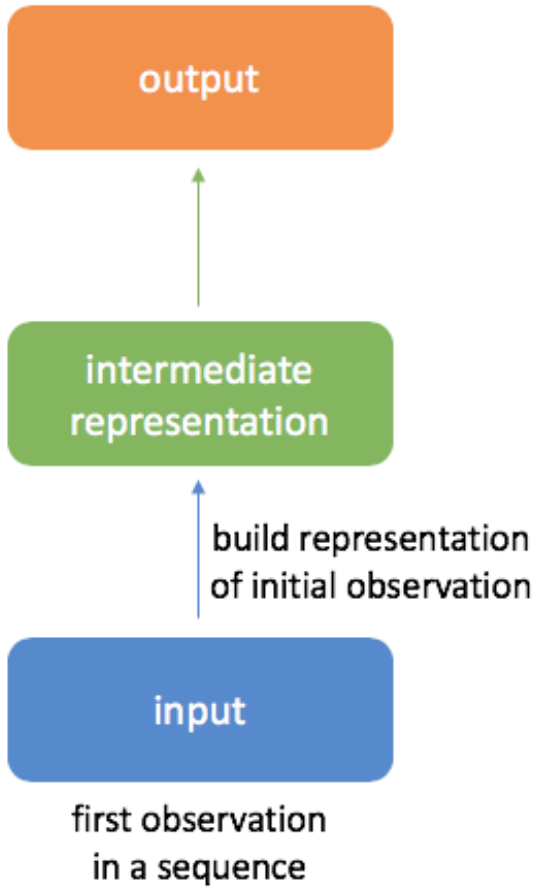 output
intermediate
representation
build representation
of initial observation
input
first observation
in a sequence